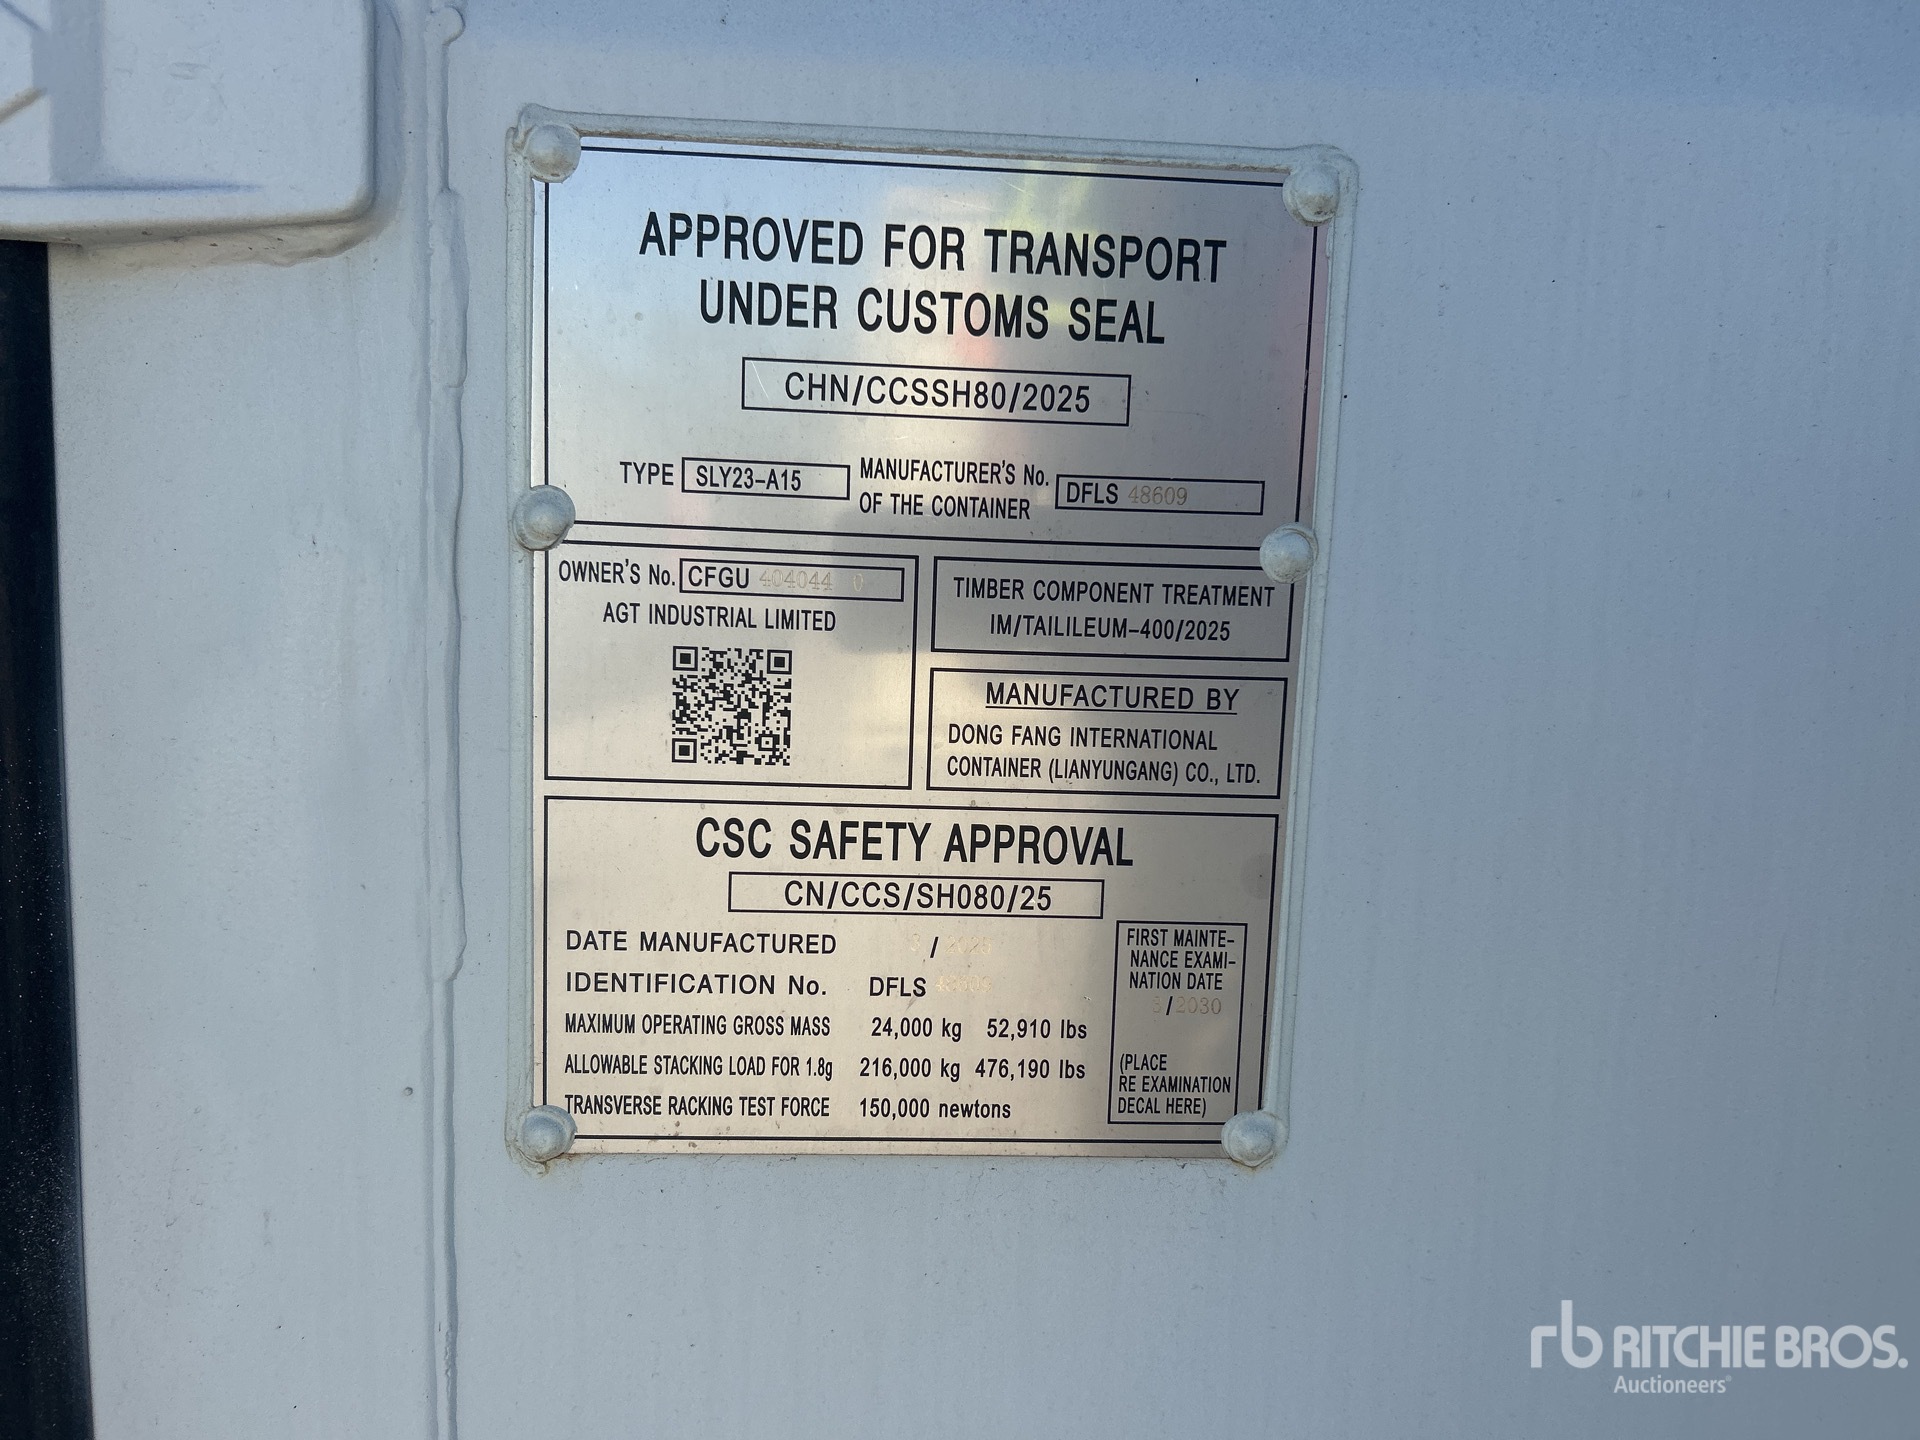 APPROVED FOR TRANSPORT
UNDER CUSTOMS SEAL
CHN/CCSSH80/2025
TYPE SLY23-A15 MANUFACTURER'S No.
OF THE CONTAINER DFLS 48609
OWNER'S No. CFGU 404044 0
AGT INDUSTRIAL LIMITED
TIMBER COMPONENT TREATMENT
IM/TAILILEUM-400/2025
MANUFACTURED BY
DONG FANG INTERNATIONAL
CONTAINER (LIANYUNGANG) CO., LTD.
CSC SAFETY APPROVAL
CN/CCS/SH080/25
DATE MANUFACTURED 3 / 2025
IDENTIFICATION No. DFLS 48609
MAXIMUM OPERATING GROSS MASS 24,000 kg 52,910 lbs
ALLOWABLE STACKING LOAD FOR 1.8g 216,000 kg 476,190 lbs
TRANSVERSE RACKING TEST FORCE 150,000 newtons
FIRST MAINTE-
NANCE EXAMI-
NATION DATE
3/2030
(PLACE
RE EXAMINATION
DECAL HERE)
rb RITCHIE BROS.
Auctioneers